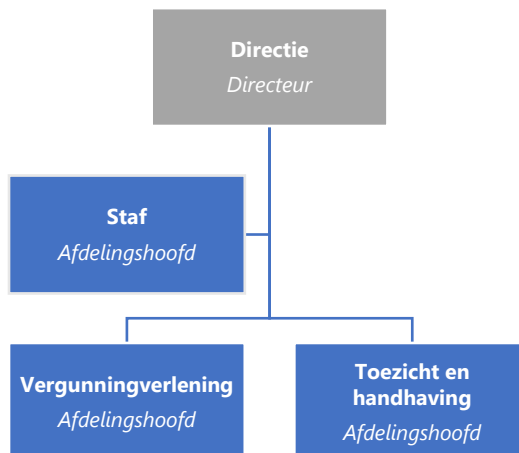 Directie
Directeur
Staf
Afdelingshoofd
Vergunningverlening
Afdelingshoofd
Toezicht en
handhaving
Afdelingshoofd